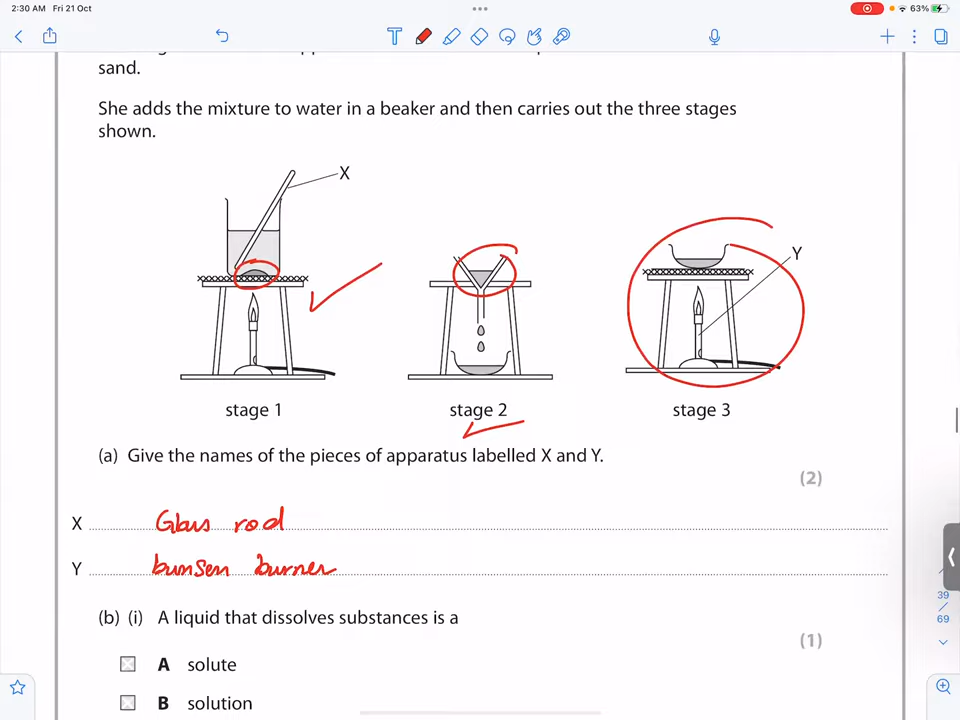 2:30 AM Fri 21 Oct
63%
sand.
She adds the mixture to water in a beaker and then carries out the three stages
shown.
X
Y
stage 1
stage 2
stage 3
(a) Give the names of the pieces of apparatus labelled X and Y.
(2)
X Glass rod
Y bunsen burner
(b) (i) A liquid that dissolves substances is a
(1)
A solute
B solution
39
/
69